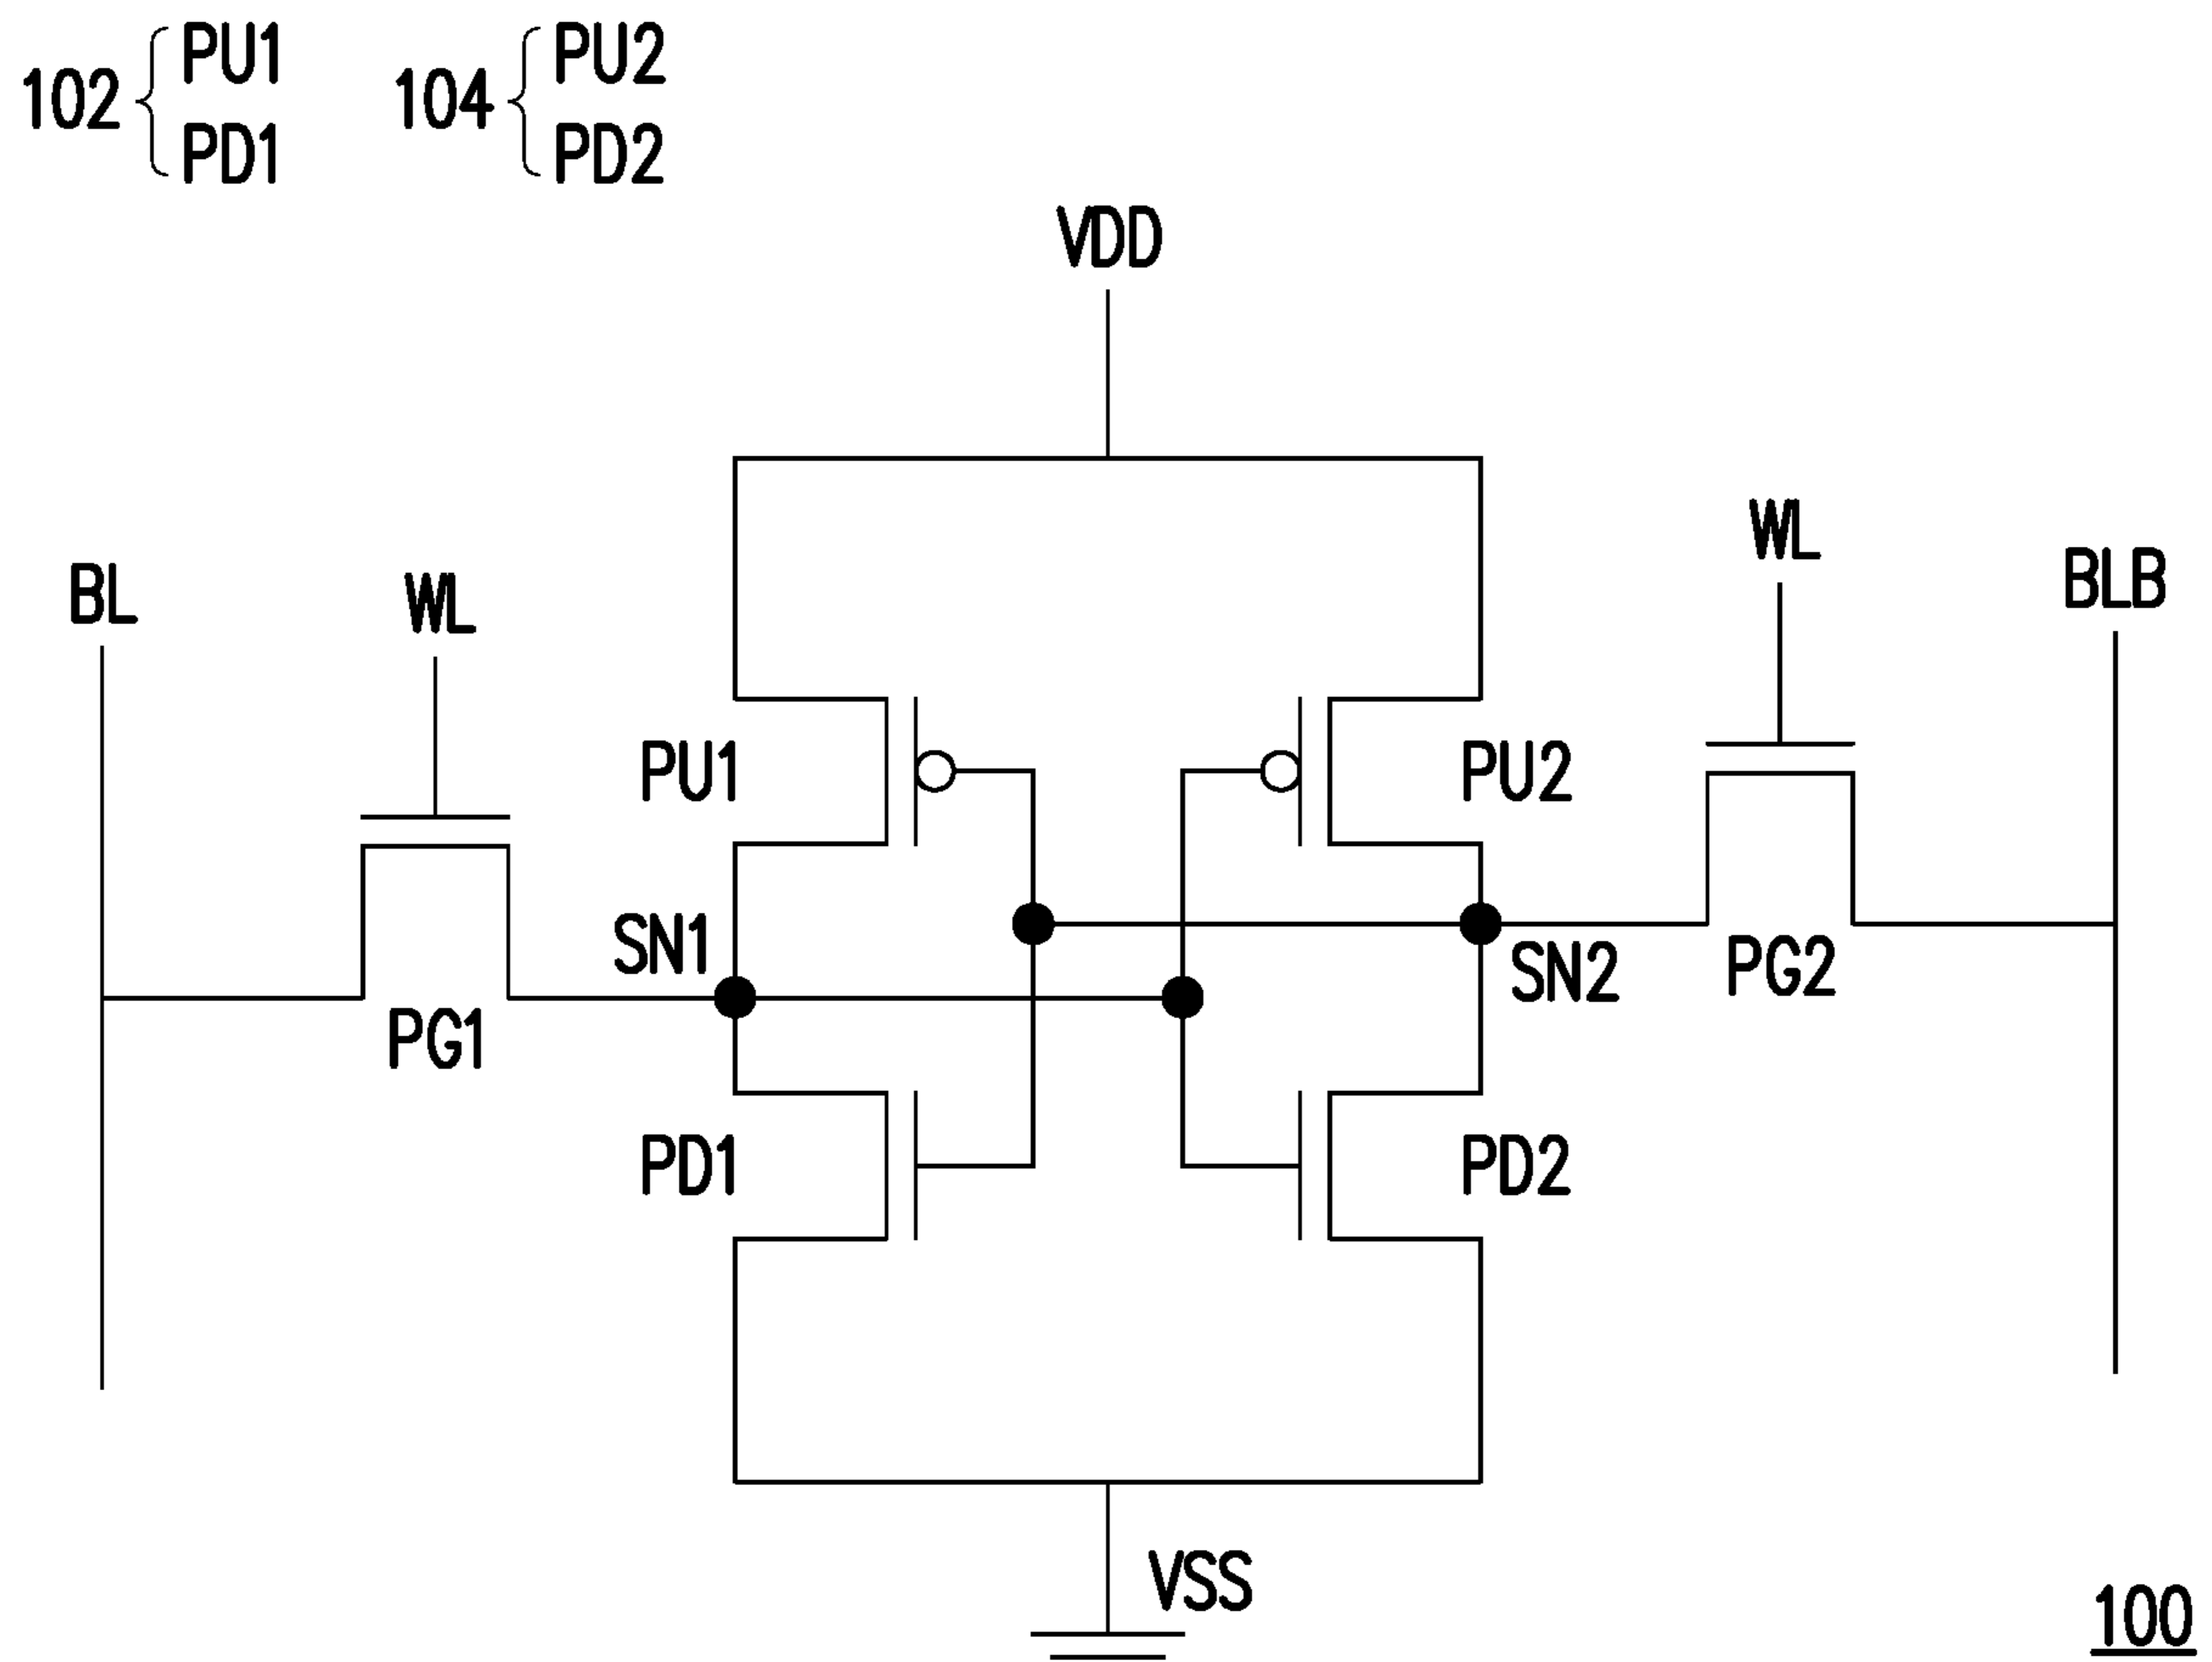 102 PU1 PD1
104 PU2 PD2
VDD
WL
BL
WL
BLB
PU1
PU2
SN1
SN2
PG2
PG1
PD1
PD2
VSS
100